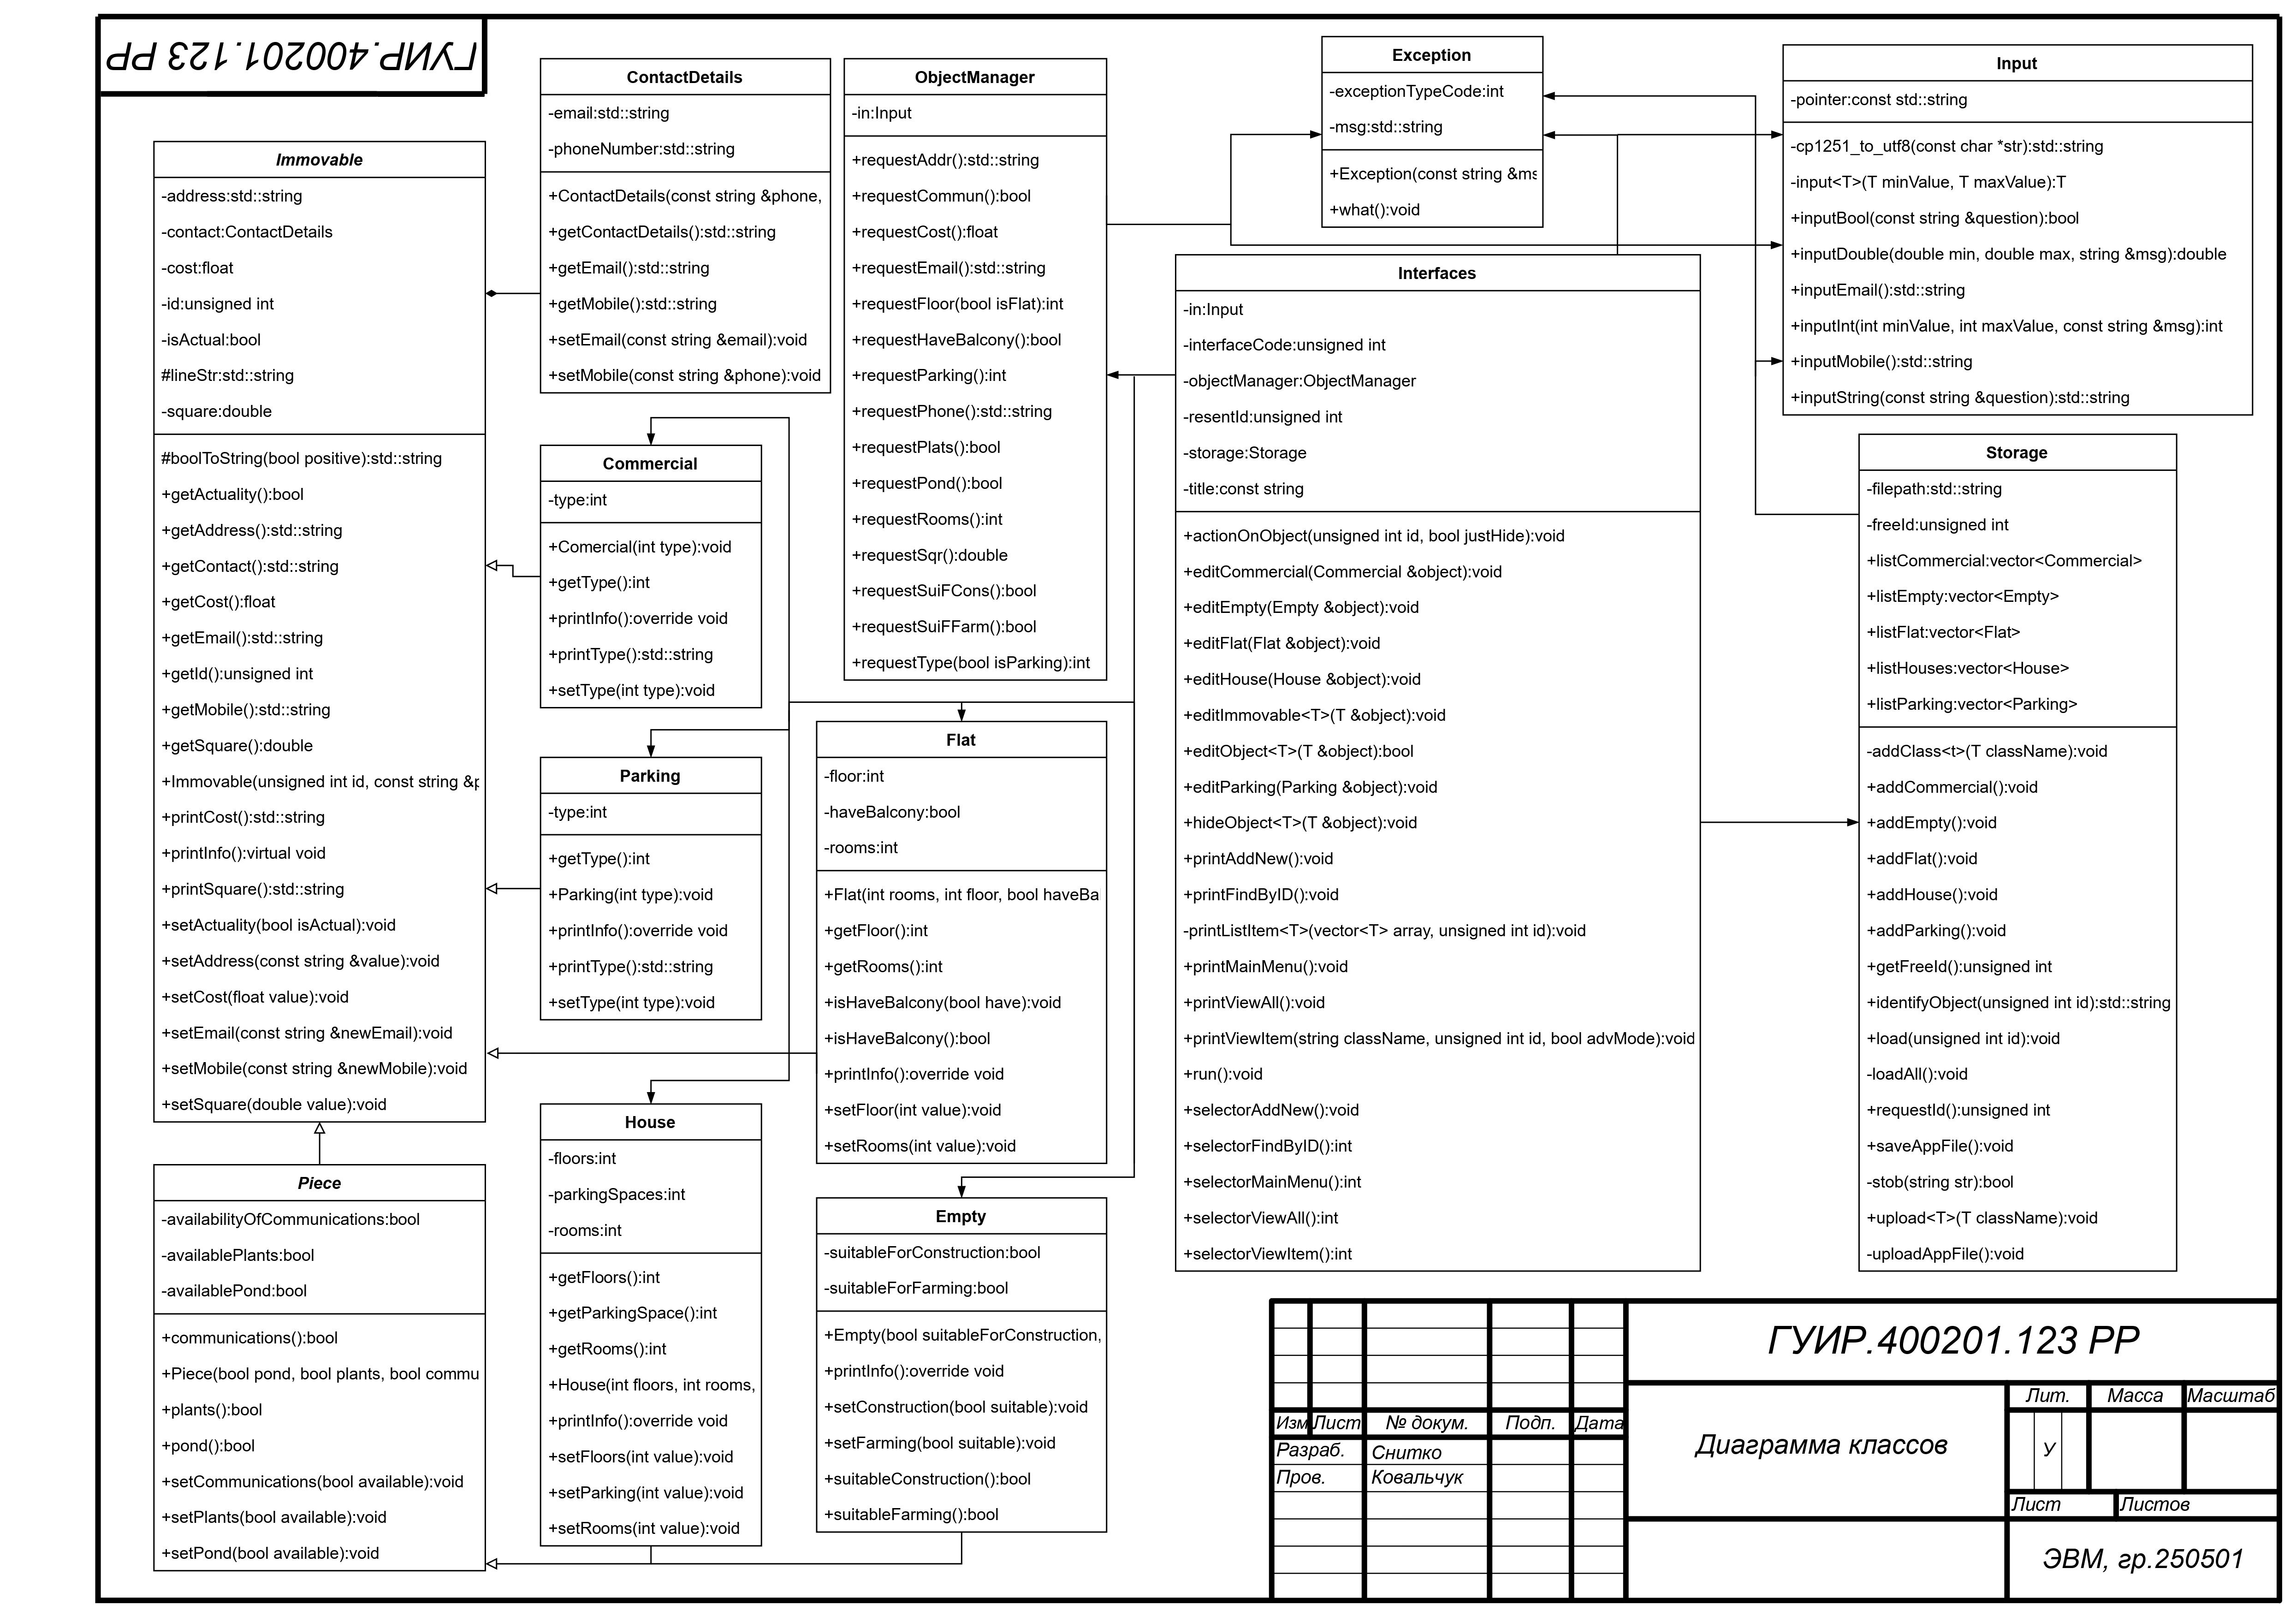 ГУИР.400201.123 РР
Immovable
-address:std::string
-contact:ContactDetails
-cost:float
-id:unsigned int
-isActual:bool
#lineStr:std::string
-square:double
#boolToString(bool positive):std::string
+getActuality():bool
+getAddress():std::string
+getContact():std::string
+getCost():float
+getEmail():std::string
+getId():unsigned int
+getMobile():std::string
+getSquare():double
+Immovable(unsigned int id, const string &p
+printCost():std::string
+printInfo():virtual void
+printSquare():std::string
+setActuality(bool isActual):void
+setAddress(const string &value):void
+setCost(float value):void
+setEmail(const string &newEmail):void
+setMobile(const string &newMobile):void
+setSquare(double value):void
Piece
-availabilityOfCommunications:bool
-availablePlants:bool
-availablePond:bool
+communications():bool
+Piece(bool pond, bool plants, bool commu
+plants():bool
+pond():bool
+setCommunications(bool available):void
+setPlants(bool available):void
+setPond(bool available):void
ContactDetails
-email:std::string
-phoneNumber:std::string
+ContactDetails(const string &phone,
+getContactDetails():std::string
+getEmail():std::string
+getMobile():std::string
+setEmail(const string &email):void
+setMobile(const string &phone):void
Commercial
-type:int
+Comercial(int type):void
+getType():int
+printInfo():override void
+printType():std::string
+setType(int type):void
Parking
-type:int
+getType():int
+Parking(int type):void
+printInfo():override void
+printType():std::string
+setType(int type):void
House
-floors:int
-parkingSpaces:int
-rooms:int
+getFloors():int
+getParkingSpace():int
+getRooms():int
+House(int floors, int rooms,
+printInfo():override void
+setFloors(int value):void
+setParking(int value):void
+setRooms(int value):void
ObjectManager
-in:Input
+requestAddr():std::string
+requestCommun():bool
+requestCost():float
+requestEmail():std::string
+requestFloor(bool isFlat):int
+requestHaveBalcony():bool
+requestParking():int
+requestPhone():std::string
+requestPlats():bool
+requestPond():bool
+requestRooms():int
+requestSqr():double
+requestSuiFCons():bool
+requestSuiFFarm():bool
+requestType(bool isParking):int
Flat
-floor:int
-haveBalcony:bool
-rooms:int
+Flat(int rooms, int floor, bool haveBa
+getFloor():int
+getRooms():int
+isHaveBalcony(bool have):void
+isHaveBalcony():bool
+printInfo():override void
+setFloor(int value):void
+setRooms(int value):void
Empty
-suitableForConstruction:bool
-suitableForFarming:bool
+Empty(bool suitableForConstruction,
+printInfo():override void
+setConstruction(bool suitable):void
+setFarming(bool suitable):void
+suitableConstruction():bool
+suitableFarming():bool
Exception
-exceptionTypeCode:int
-msg:std::string
+Exception(const string &ms
+what():void
Interfaces
-in:Input
-interfaceCode:unsigned int
-objectManager:ObjectManager
-resentId:unsigned int
-storage:Storage
-title:const string
+actionOnObject(unsigned int id, bool justHide):void
+editCommercial(Commercial &object):void
+editEmpty(Empty &object):void
+editFlat(Flat &object):void
+editHouse(House &object):void
+editImmovable<T>(T &object):void
+editObject<T>(T &object):bool
+editParking(Parking &object):void
+hideObject<T>(T &object):void
+printAddNew():void
+printFindByID():void
-printListItem<T>(vector<T> array, unsigned int id):void
+printMainMenu():void
+printViewAll():void
+printViewItem(string className, unsigned int id, bool advMode):void
+run():void
+selectorAddNew():void
+selectorFindByID():int
+selectorMainMenu():int
+selectorViewAll():int
+selectorViewItem():int
Input
-pointer:const std::string
-cp1251_to_utf8(const char *str):std::string
-input<T>(T minValue, T maxValue):T
+inputBool(const string &question):bool
+inputDouble(double min, double max, string &msg):double
+inputEmail():std::string
+inputInt(int minValue, int maxValue, const string &msg):int
+inputMobile():std::string
+inputString(const string &question):std::string
Storage
-filepath:std::string
-freeId:unsigned int
+listCommercial:vector<Commercial>
+listEmpty:vector<Empty>
+listFlat:vector<Flat>
+listHouses:vector<House>
+listParking:vector<Parking>
-addClass<t>(T className):void
+addCommercial():void
+addEmpty():void
+addFlat():void
+addHouse():void
+addParking():void
+getFreeId():unsigned int
+identifyObject(unsigned int id):std::string
+load(unsigned int id):void
-loadAll():void
+requestId():unsigned int
+saveAppFile():void
-stob(string str):bool
+upload<T>(T className):void
-uploadAppFile():void
ГУИР.400201.123 РР
Изм Лист № докум. Подп. Дата
Разраб. Снитко
Пров. Ковальчук
Диаграмма классов
Лит. Масса Масштаб
У
Лист Листов
ЭВМ, гр.250501